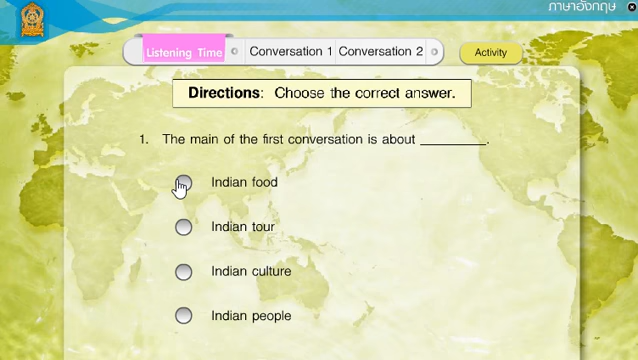 ภาษาอังกฤษ
Listening Time Conversation 1 Conversation 2 Activity
Directions: Choose the correct answer.
1. The main of the first conversation is about ________.
Indian food
Indian tour
Indian culture
Indian people